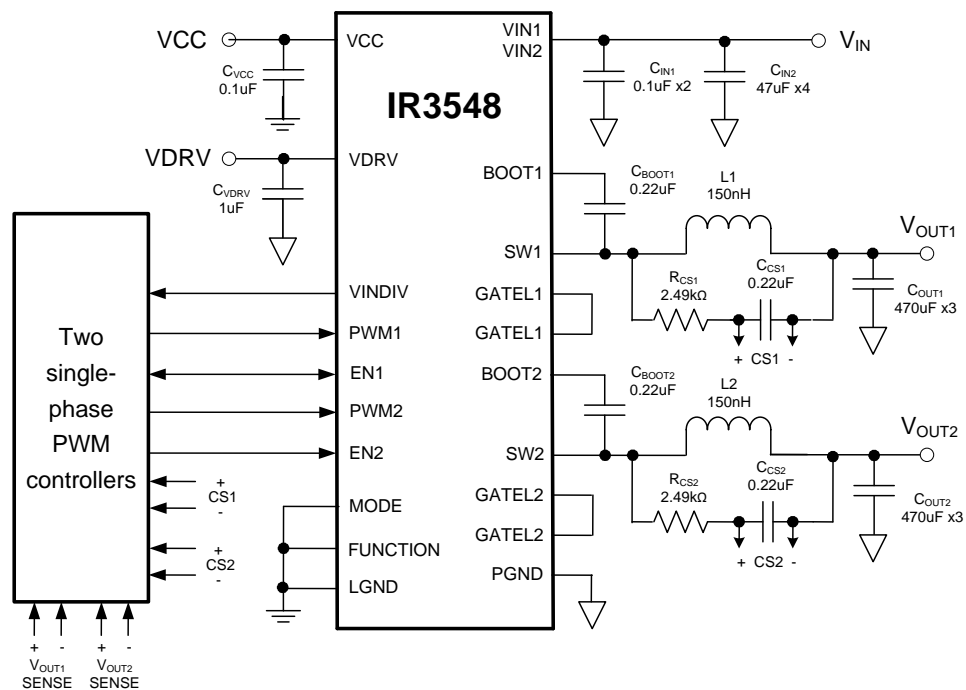 VCC
VCC
C_VCC
0.1uF
VDRV
VDRV
C_VDRV
1uF
IR3548
VIN1
VIN2
V_IN
C_IN1
0.1uF x2
C_IN2
47uF x4
BOOT1
C_BOOT1
0.22uF
L1
150nH
V_OUT1
SW1
C_CS1
0.22uF
R_CS1
2.49kΩ
C_OUT1
470uF x3
+ CS1 -
GATEL1
GATEL1
BOOT2
C_BOOT2
0.22uF
L2
150nH
V_OUT2
SW2
C_CS2
0.22uF
R_CS2
2.49kΩ
C_OUT2
470uF x3
+ CS2 -
GATEL2
GATEL2
PGND
VINDIV
PWM1
EN1
PWM2
EN2
MODE
FUNCTION
LGND
Two
single-
phase
PWM
controllers
+
CS1
-
+
CS2
-
+ -
V_OUT1
SENSE
+ -
V_OUT2
SENSE